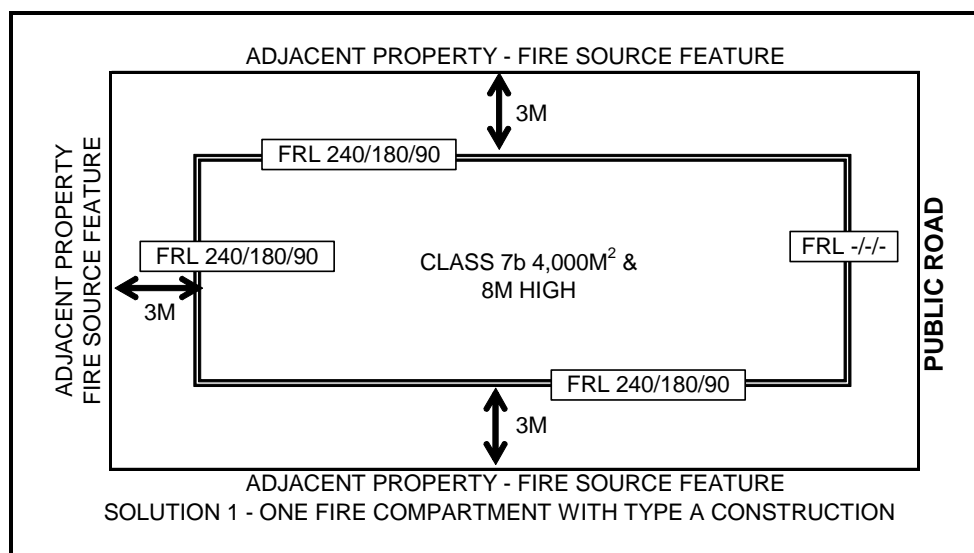 ADJACENT PROPERTY - FIRE SOURCE FEATURE
3M
FRL 240/180/90
ADJACENT PROPERTY
FIRE SOURCE FEATURE
FRL 240/180/90
3M
CLASS 7b 4,000M² &
8M HIGH
FRL -/-/-
PUBLIC ROAD
FRL 240/180/90
3M
ADJACENT PROPERTY - FIRE SOURCE FEATURE
SOLUTION 1 - ONE FIRE COMPARTMENT WITH TYPE A CONSTRUCTION